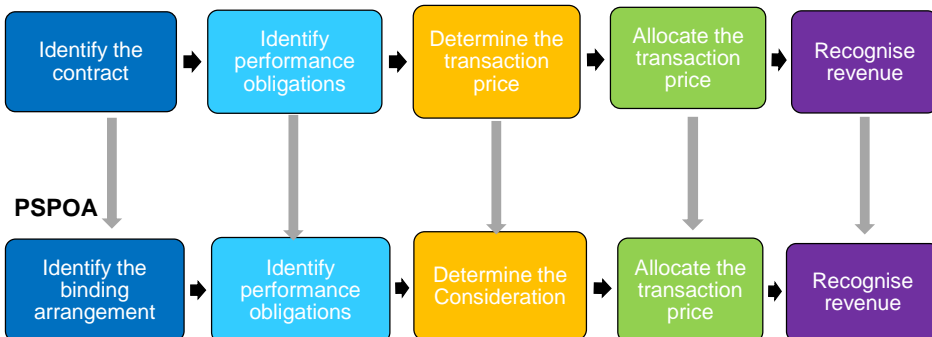 Identify the
contract
Identify
performance
obligations
Determine the
transaction
price
Allocate the
transaction
price
Recognise
revenue
PSPOA
Identify the
binding
arrangement
Identify
performance
obligations
Determine the
Consideration
Allocate the
transaction
price
Recognise
revenue